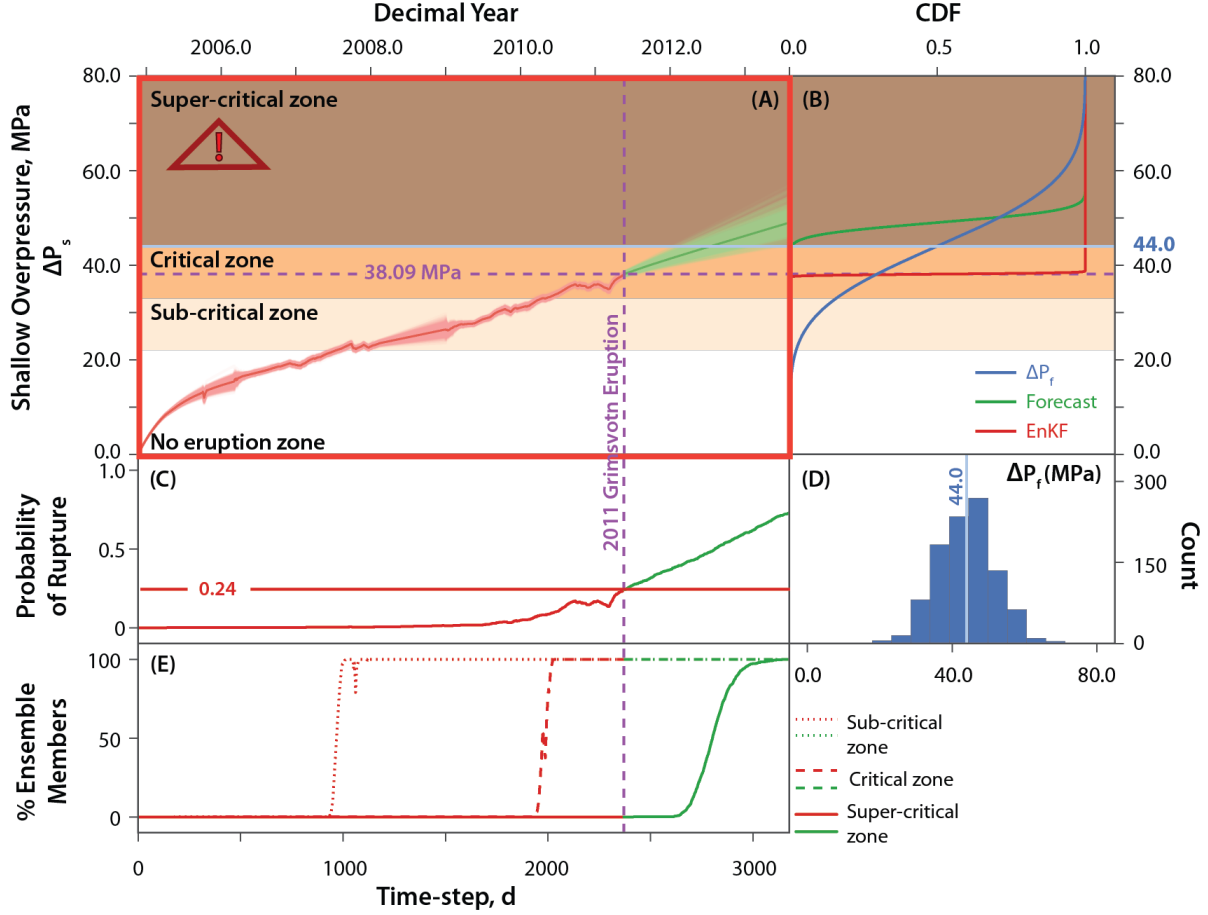 Decimal Year
CDF
2006.0 2008.0 2010.0 2012.0 0.0 0.5 1.0
80.0 80.0
Super-critical zone (A) (B)
!
60.0 60.0
Shallow Overpressure, MPa
ΔPs
44.0
Critical zone
40.0 40.0
38.09 MPa
Sub-critical zone
20.0 20.0
ΔPf
Forecast
EnKF
No eruption zone
0.0 0.0
2011 Grimsvotn Eruption
1.0 (C) (D) 44.0 ΔPf (MPa) 300
Probability
of Rupture
0.5
150
Count
0.24
0 0
100 (E)
0.0 40.0 80.0
% Ensemble
Members
50
0
Sub-critical
zone
Critical zone
Super-critical
zone
0 1000 2000 3000
Time-step, d